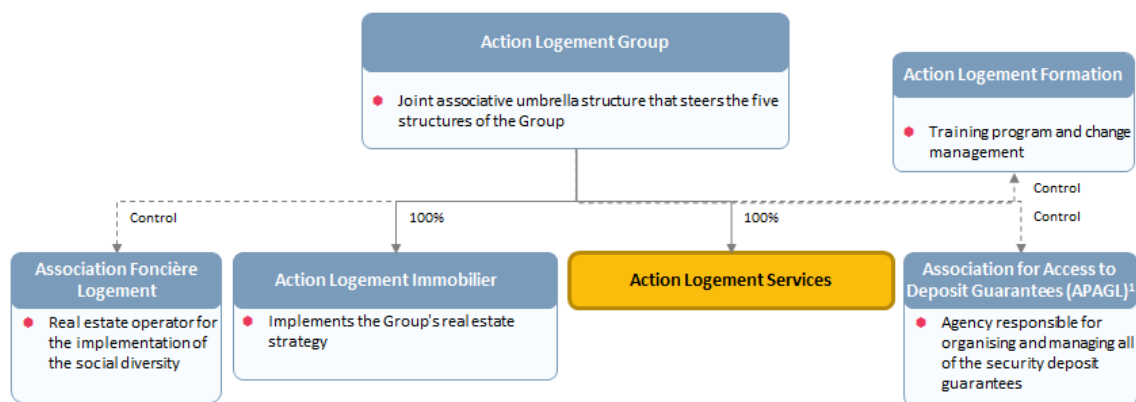 Action Logement Group
Joint associative umbrella structure that steers the five
structures of the Group
Action Logement Formation
Training program and change
management
Control
Control
100%
100%
Control
Association Foncière
Logement
Real estate operator for
the implementation of
the social diversity
Action Logement Immobilier
Implements the Group's real estate
strategy
Action Logement Services
Association for Access to
Deposit Guarantees (APAGL)¹
Agency responsible for
organising and managing all
of the security deposit
guarantees